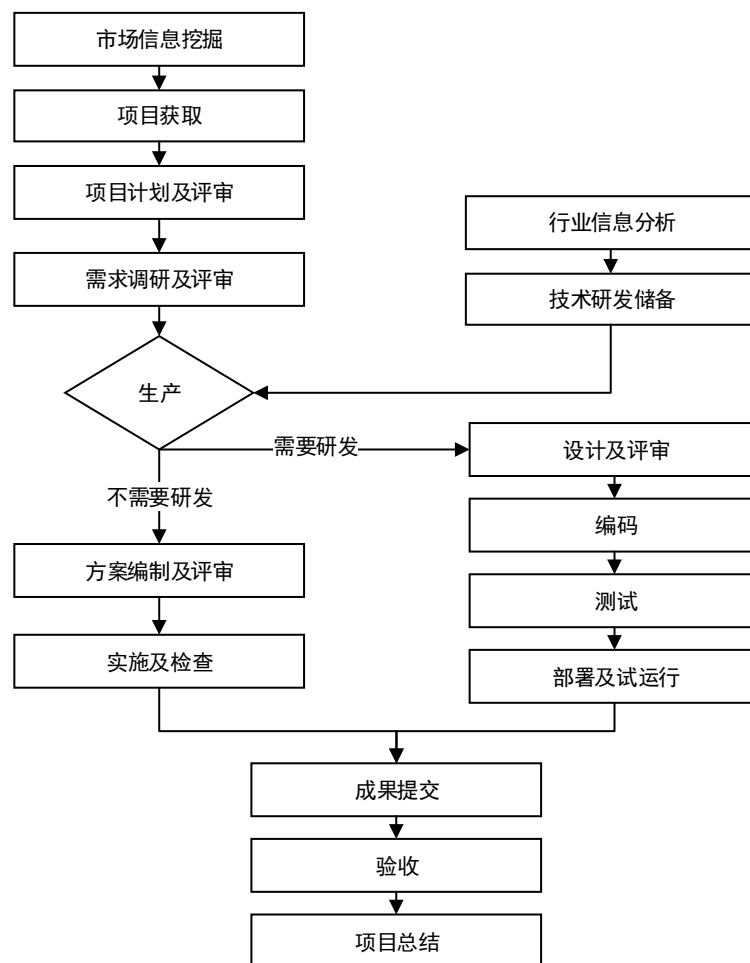 市场信息挖掘
项目获取
项目计划及评审
需求调研及评审
行业信息分析
技术研发储备
生产
需要研发
不需要研发
设计及评审
编码
测试
部署及试运行
方案编制及评审
实施及检查
成果提交
验收
项目总结